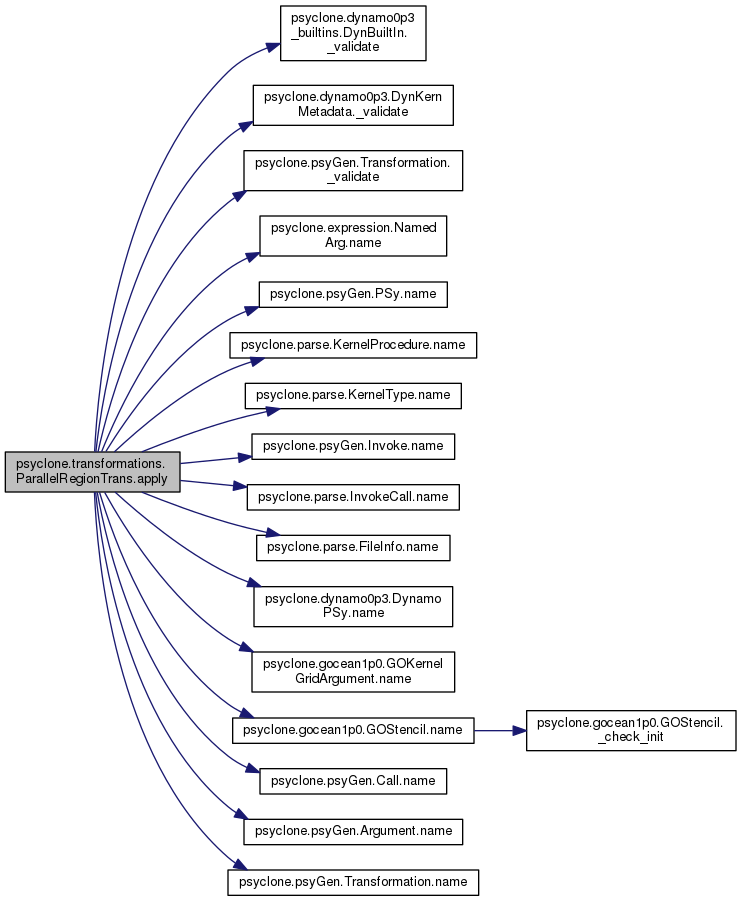 psyclone.dynamo0p3
_builtins.DynBuiltIn.
_validate
psyclone.dynamo0p3.DynKern
Metadata._validate
psyclone.psyGen.Transformation.
_validate
psyclone.expression.Named
Arg.name
psyclone.psyGen.PSy.name
psyclone.parse.KernelProcedure.name
psyclone.parse.KernelType.name
psyclone.psyGen.Invoke.name
psyclone.transformations.
ParallelRegionTrans.apply
psyclone.parse.InvokeCall.name
psyclone.parse.FileInfo.name
psyclone.dynamo0p3.Dynamo
PSy.name
psyclone.gocean1p0.GOKernel
GridArgument.name
psyclone.gocean1p0.GOStencil.name
psyclone.gocean1p0.GOStencil.
_check_init
psyclone.psyGen.Call.name
psyclone.psyGen.Argument.name
psyclone.psyGen.Transformation.name